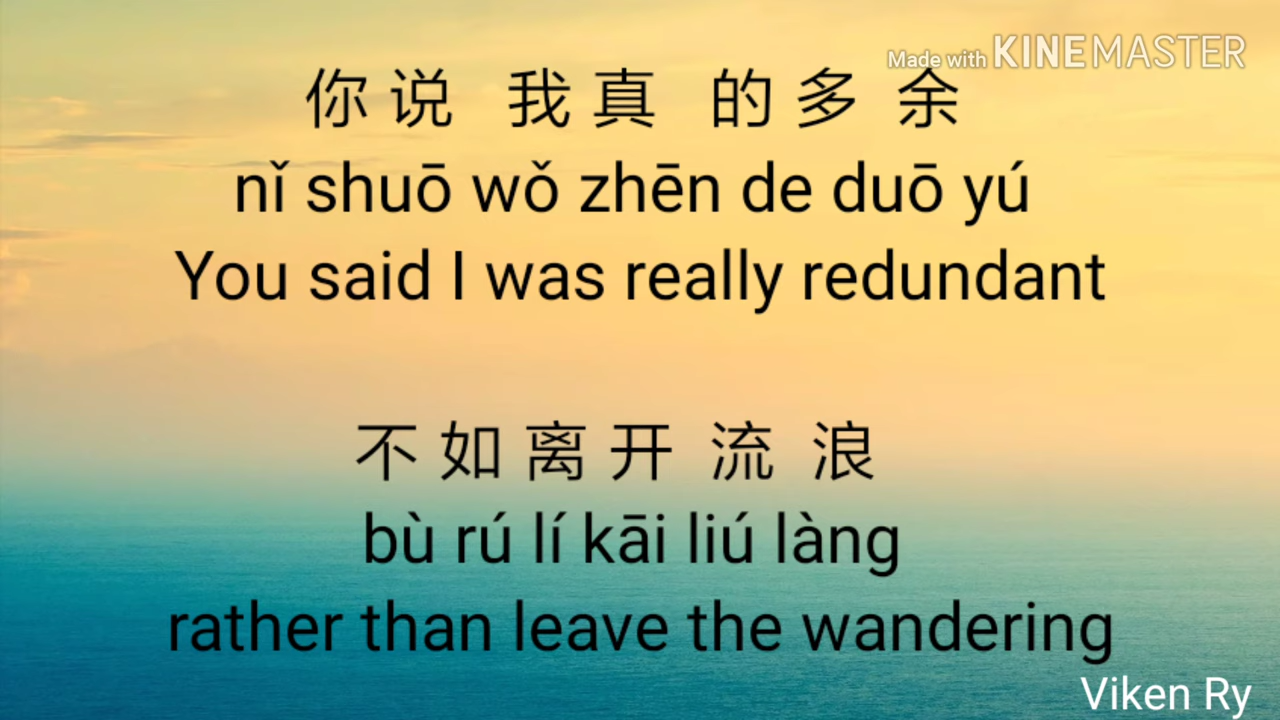 Made with KINEMASTER
你说 我真 的多 余
nǐ shuō wǒ zhēn de duō yú
You said I was really redundant
不如离开 流 浪
bù rú lí kāi liú làng
rather than leave the wandering
Viken Ry